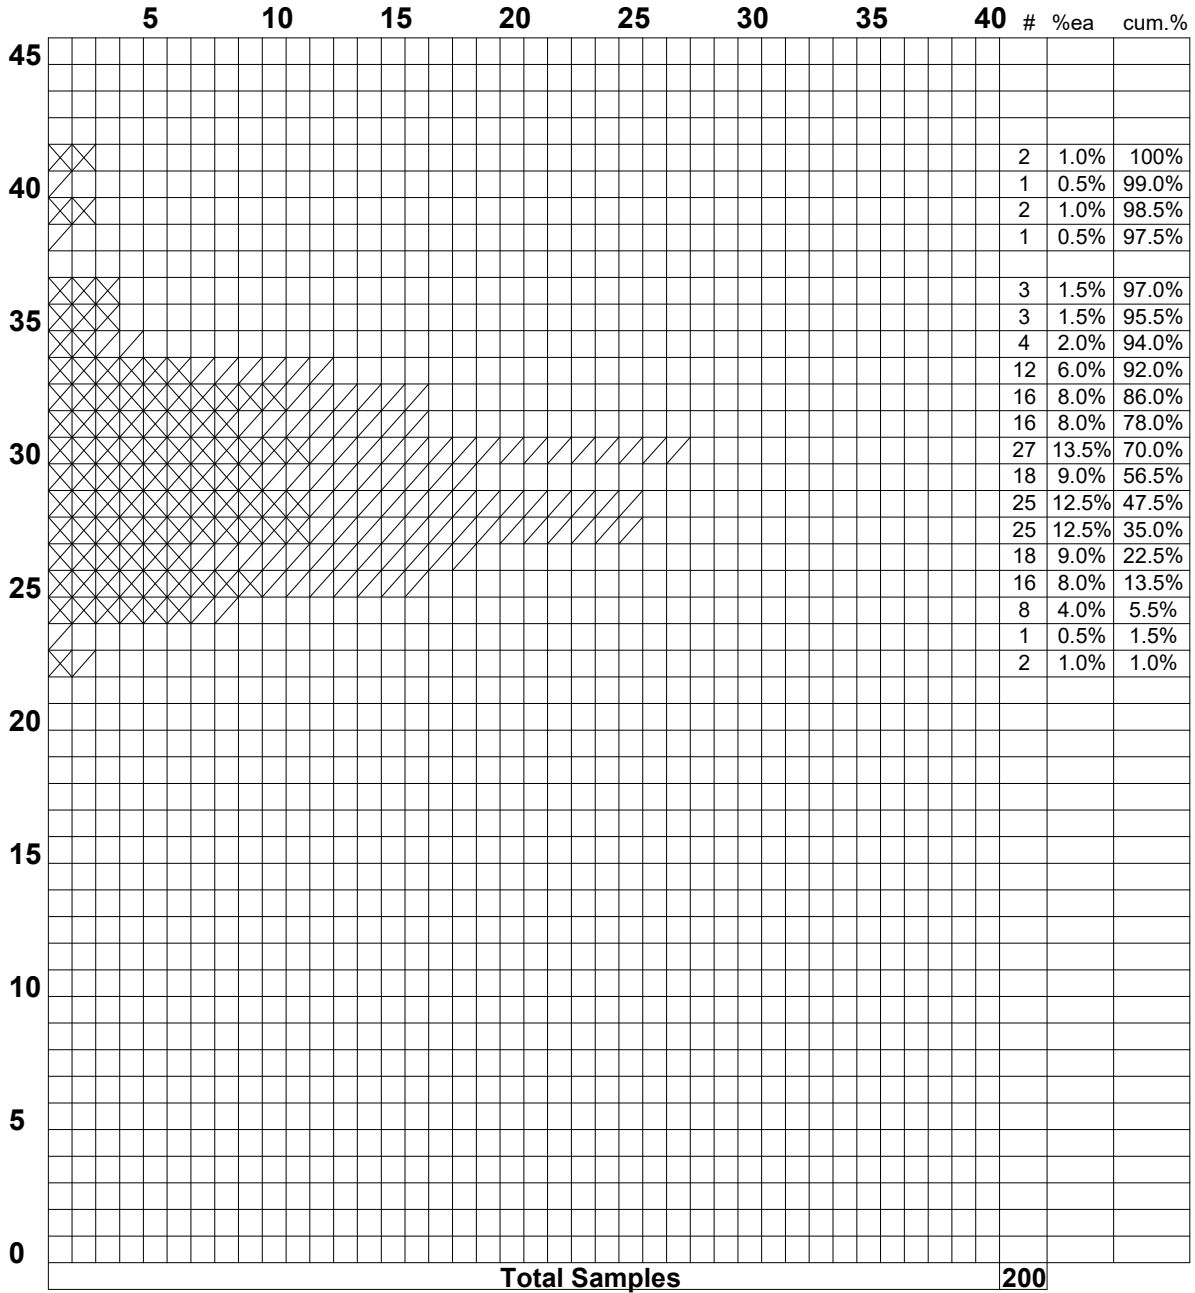 5 10 15 20 25 30 35 40 # %ea cum.%
45
2 1.0% 100%
40 1 0.5% 99.0%
2 1.0% 98.5%
1 0.5% 97.5%
3 1.5% 97.0%
35 3 1.5% 95.5%
4 2.0% 94.0%
12 6.0% 92.0%
16 8.0% 86.0%
16 8.0% 78.0%
30 27 13.5% 70.0%
18 9.0% 56.5%
25 12.5% 47.5%
25 12.5% 35.0%
18 9.0% 22.5%
25 16 8.0% 13.5%
8 4.0% 5.5%
1 0.5% 1.5%
2 1.0% 1.0%
20
15
10
5
0
Total Samples 200